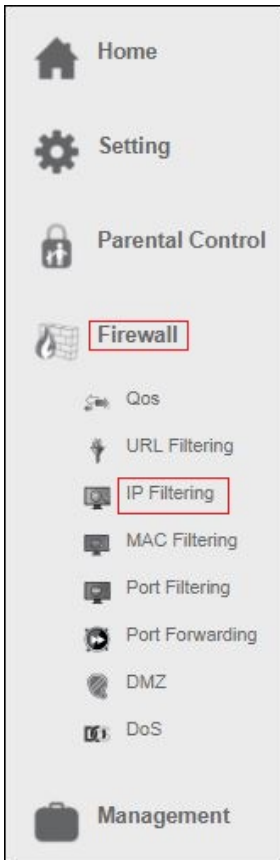 Home
Setting
Parental Control
Firewall
Qos
URL Filtering
IP Filtering
MAC Filtering
Port Filtering
Port Forwarding
DMZ
DoS
Management